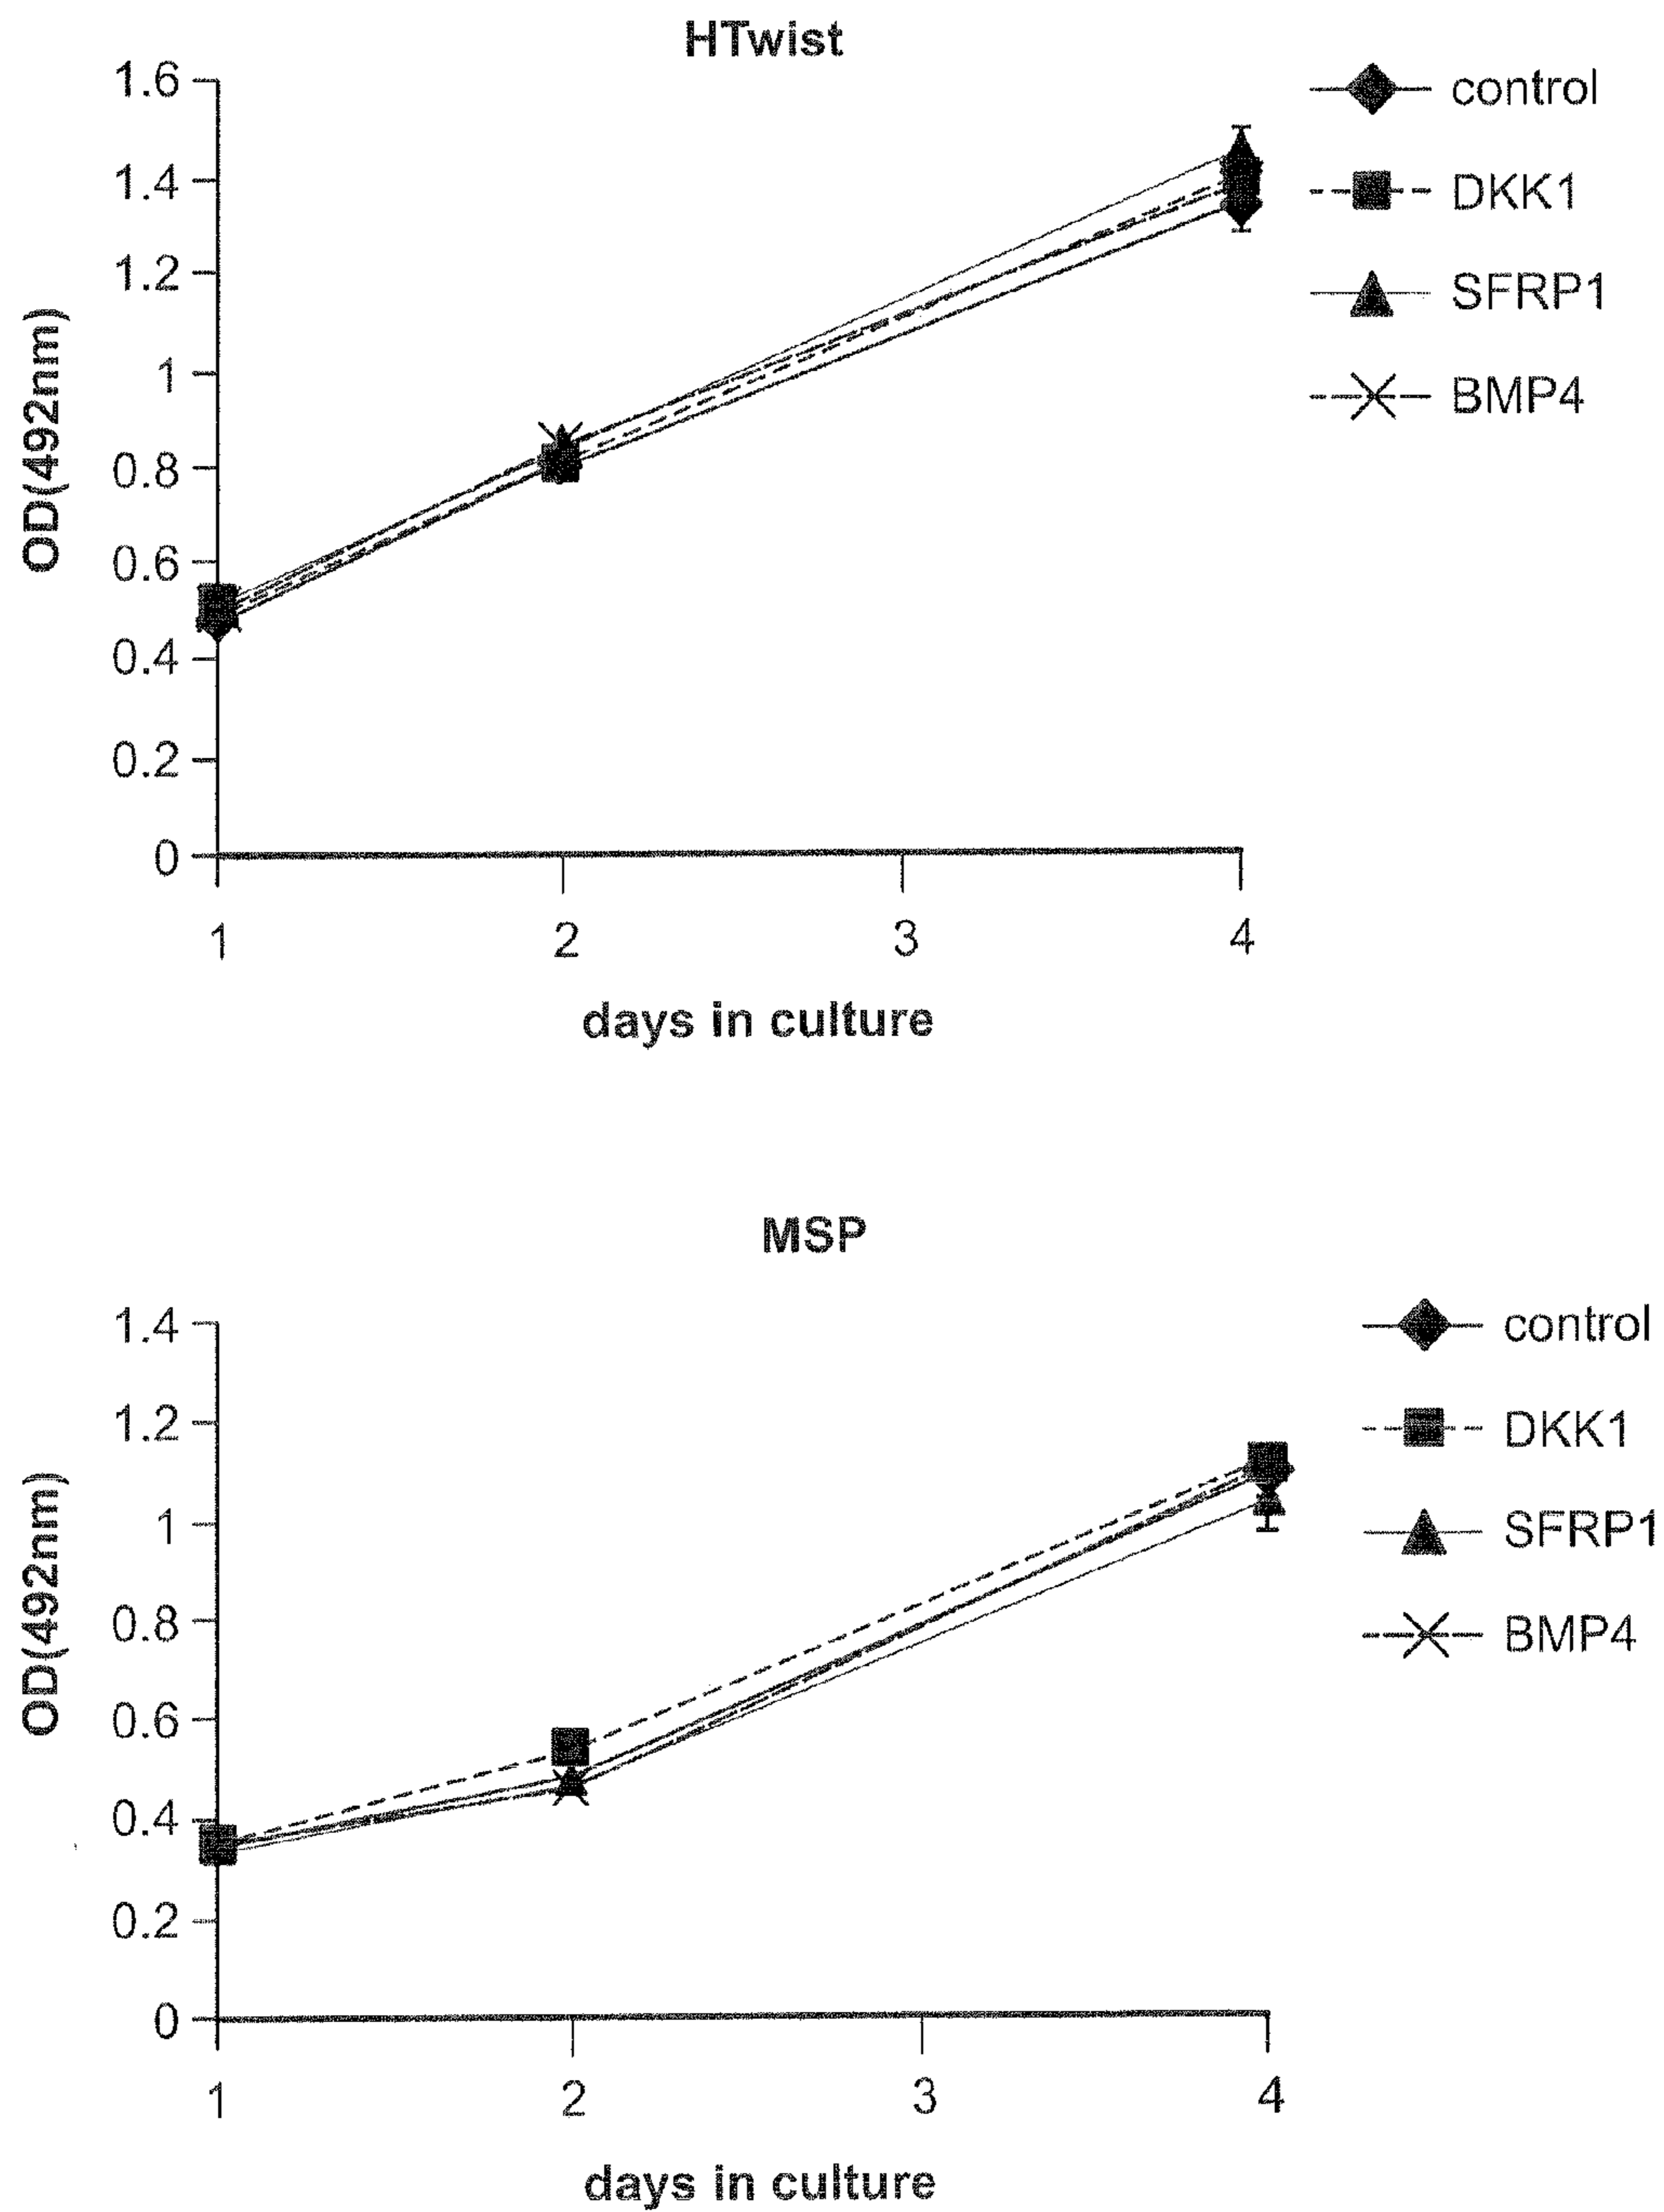 HTwist
1.6
1.4
1.2
1
0.8
0.6
0.4
0.2
0
OD(492nm)
1 2 3 4
days in culture
control
DKK1
SFRP1
BMP4
MSP
1.4
1.2
1
0.8
0.6
0.4
0.2
0
OD(492nm)
1 2 3 4
days in culture
control
DKK1
SFRP1
BMP4